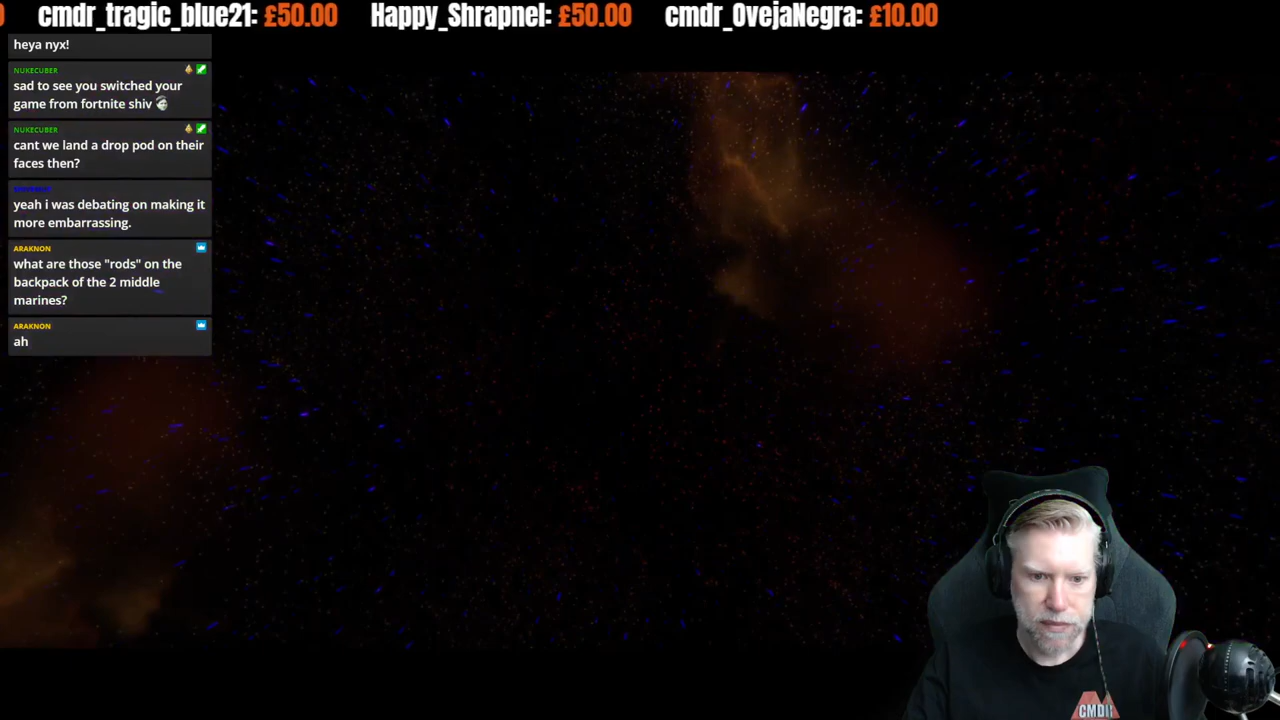 cmdr_tragic_blue21: £50.00 Happy_Shrapnel: £50.00 cmdr_OvejaNegra: £10.00
heya nyx!
NUKECUBER
sad to see you switched your
game from fortnite shiv
NUKECUBER
cant we land a drop pod on their
faces then?
yeah i was debating on making it
more embarrassing.
ARAKNON
what are those "rods" on the
backpack of the 2 middle
marines?
ARAKNON
ah
CMDR